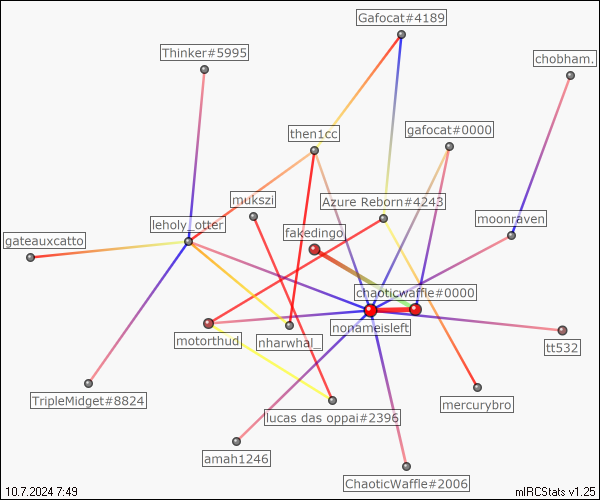 Gafocat#4189
Thinker#5995
chobham.
then1cc
gafocat#0000
mukszi
Azure Reborn#4243
leholy_otter
moonraven
fakedingo
gateauxcatto
chaoticwaffle#0000
nonameisleft
motorthud
nharwhal_
tt532
TripleMidget#8824
mercurybro
lucas das oppai#2396
amah1246
ChaoticWaffle#2006
10.7.2024 7:49
mIRCStats v1.25